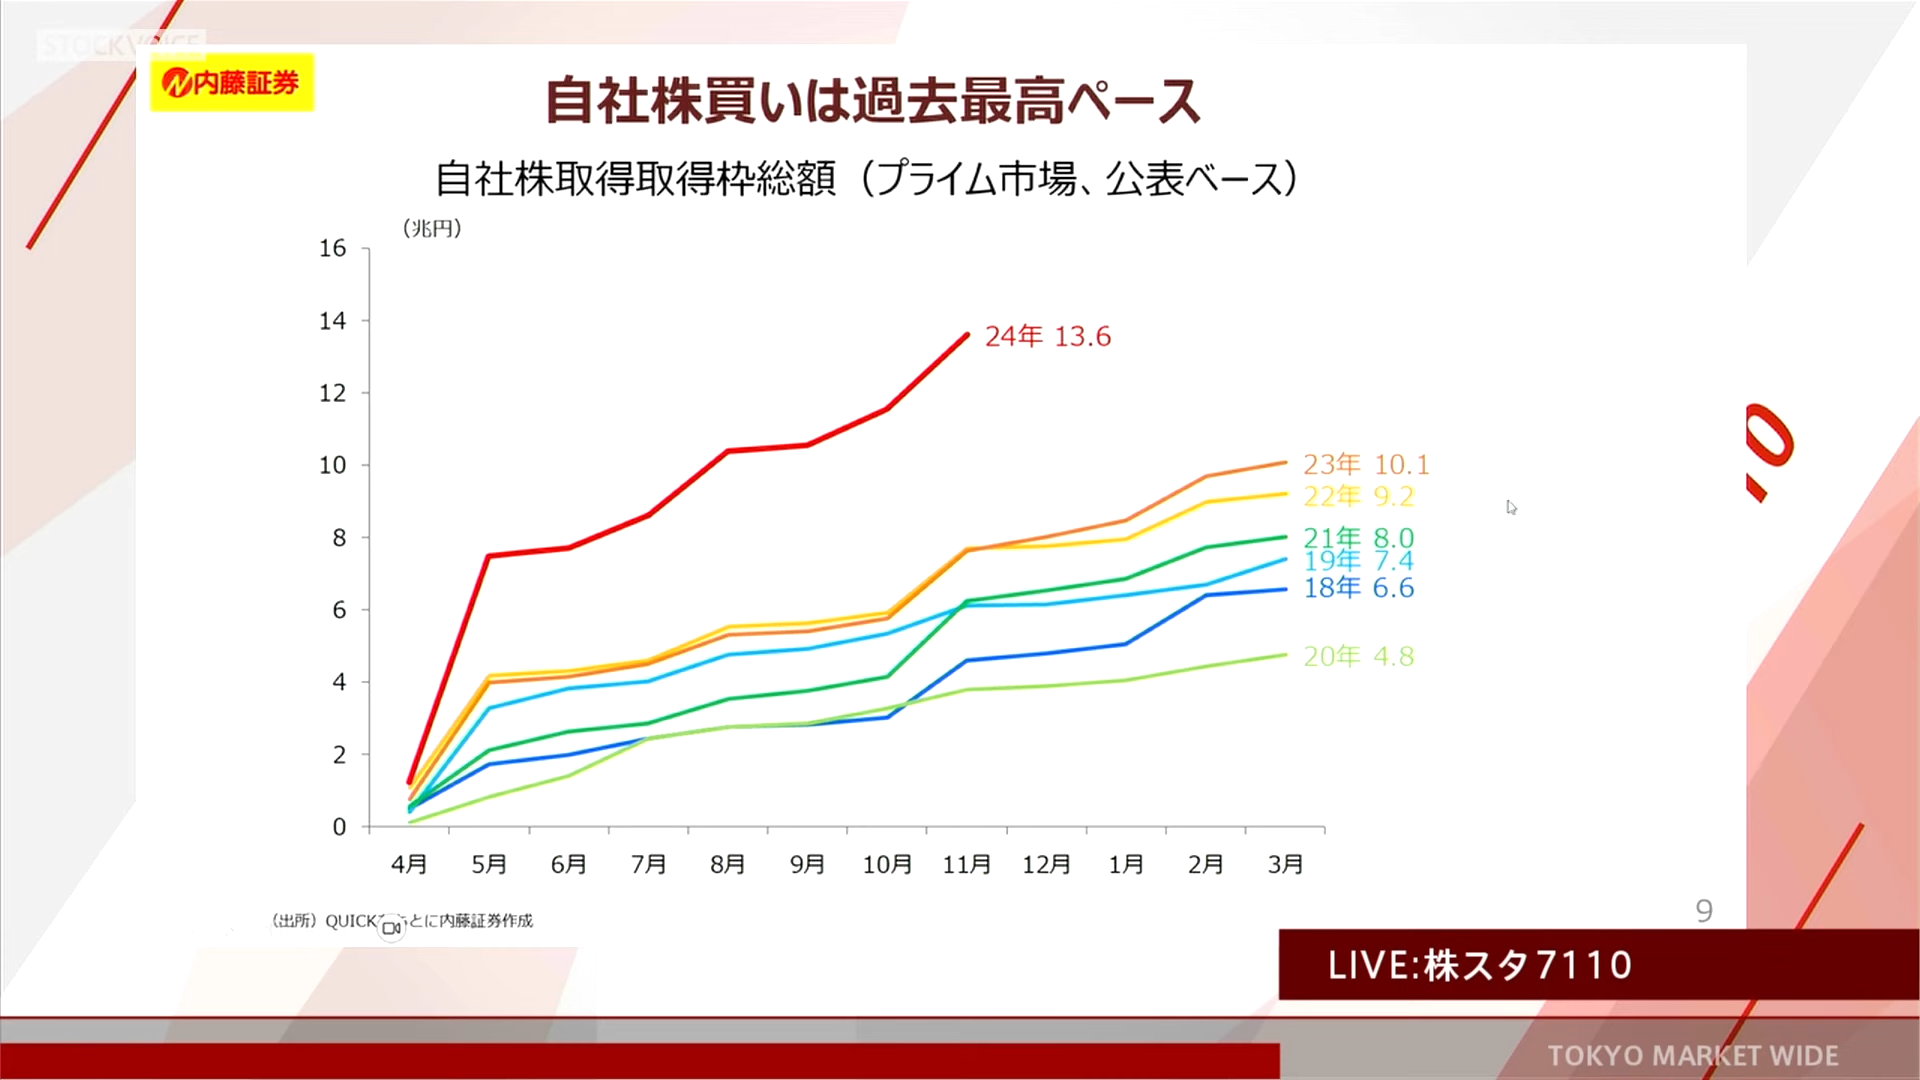 STOCKVOICE
内藤証券
自社株買いは過去最高ペース
自社株取得取得枠総額（プライム市場、公表ベース）
（兆円）
16
14
12
10
8
6
4
2
0
24年 13.6
23年 10.1
22年 9.2
21年 8.0
19年 7.4
18年 6.6
20年 4.8
4月 5月 6月 7月 8月 9月 10月 11月 12月 1月 2月 3月
（出所）QUICK とに内藤証券作成
9
10
LIVE:株スタ7110
TOKYO MARKET WIDE